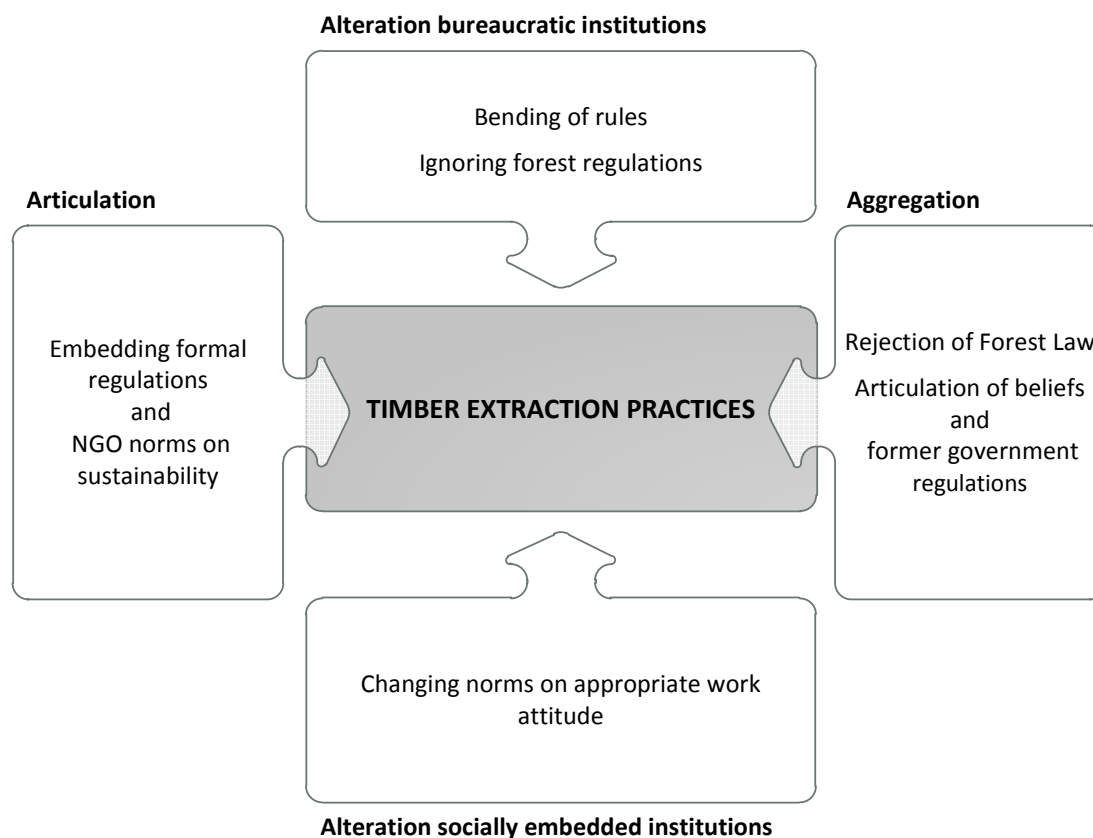 Alteration bureaucratic institutions
Bending of rules
Ignoring forest regulations
Articulation
Embedding formal
regulations
and
NGO norms on
sustainability
Aggregation
Rejection of Forest Law
Articulation of beliefs
and
former government
regulations
TIMBER EXTRACTION PRACTICES
Changing norms on appropriate work
attitude
Alteration socially embedded institutions